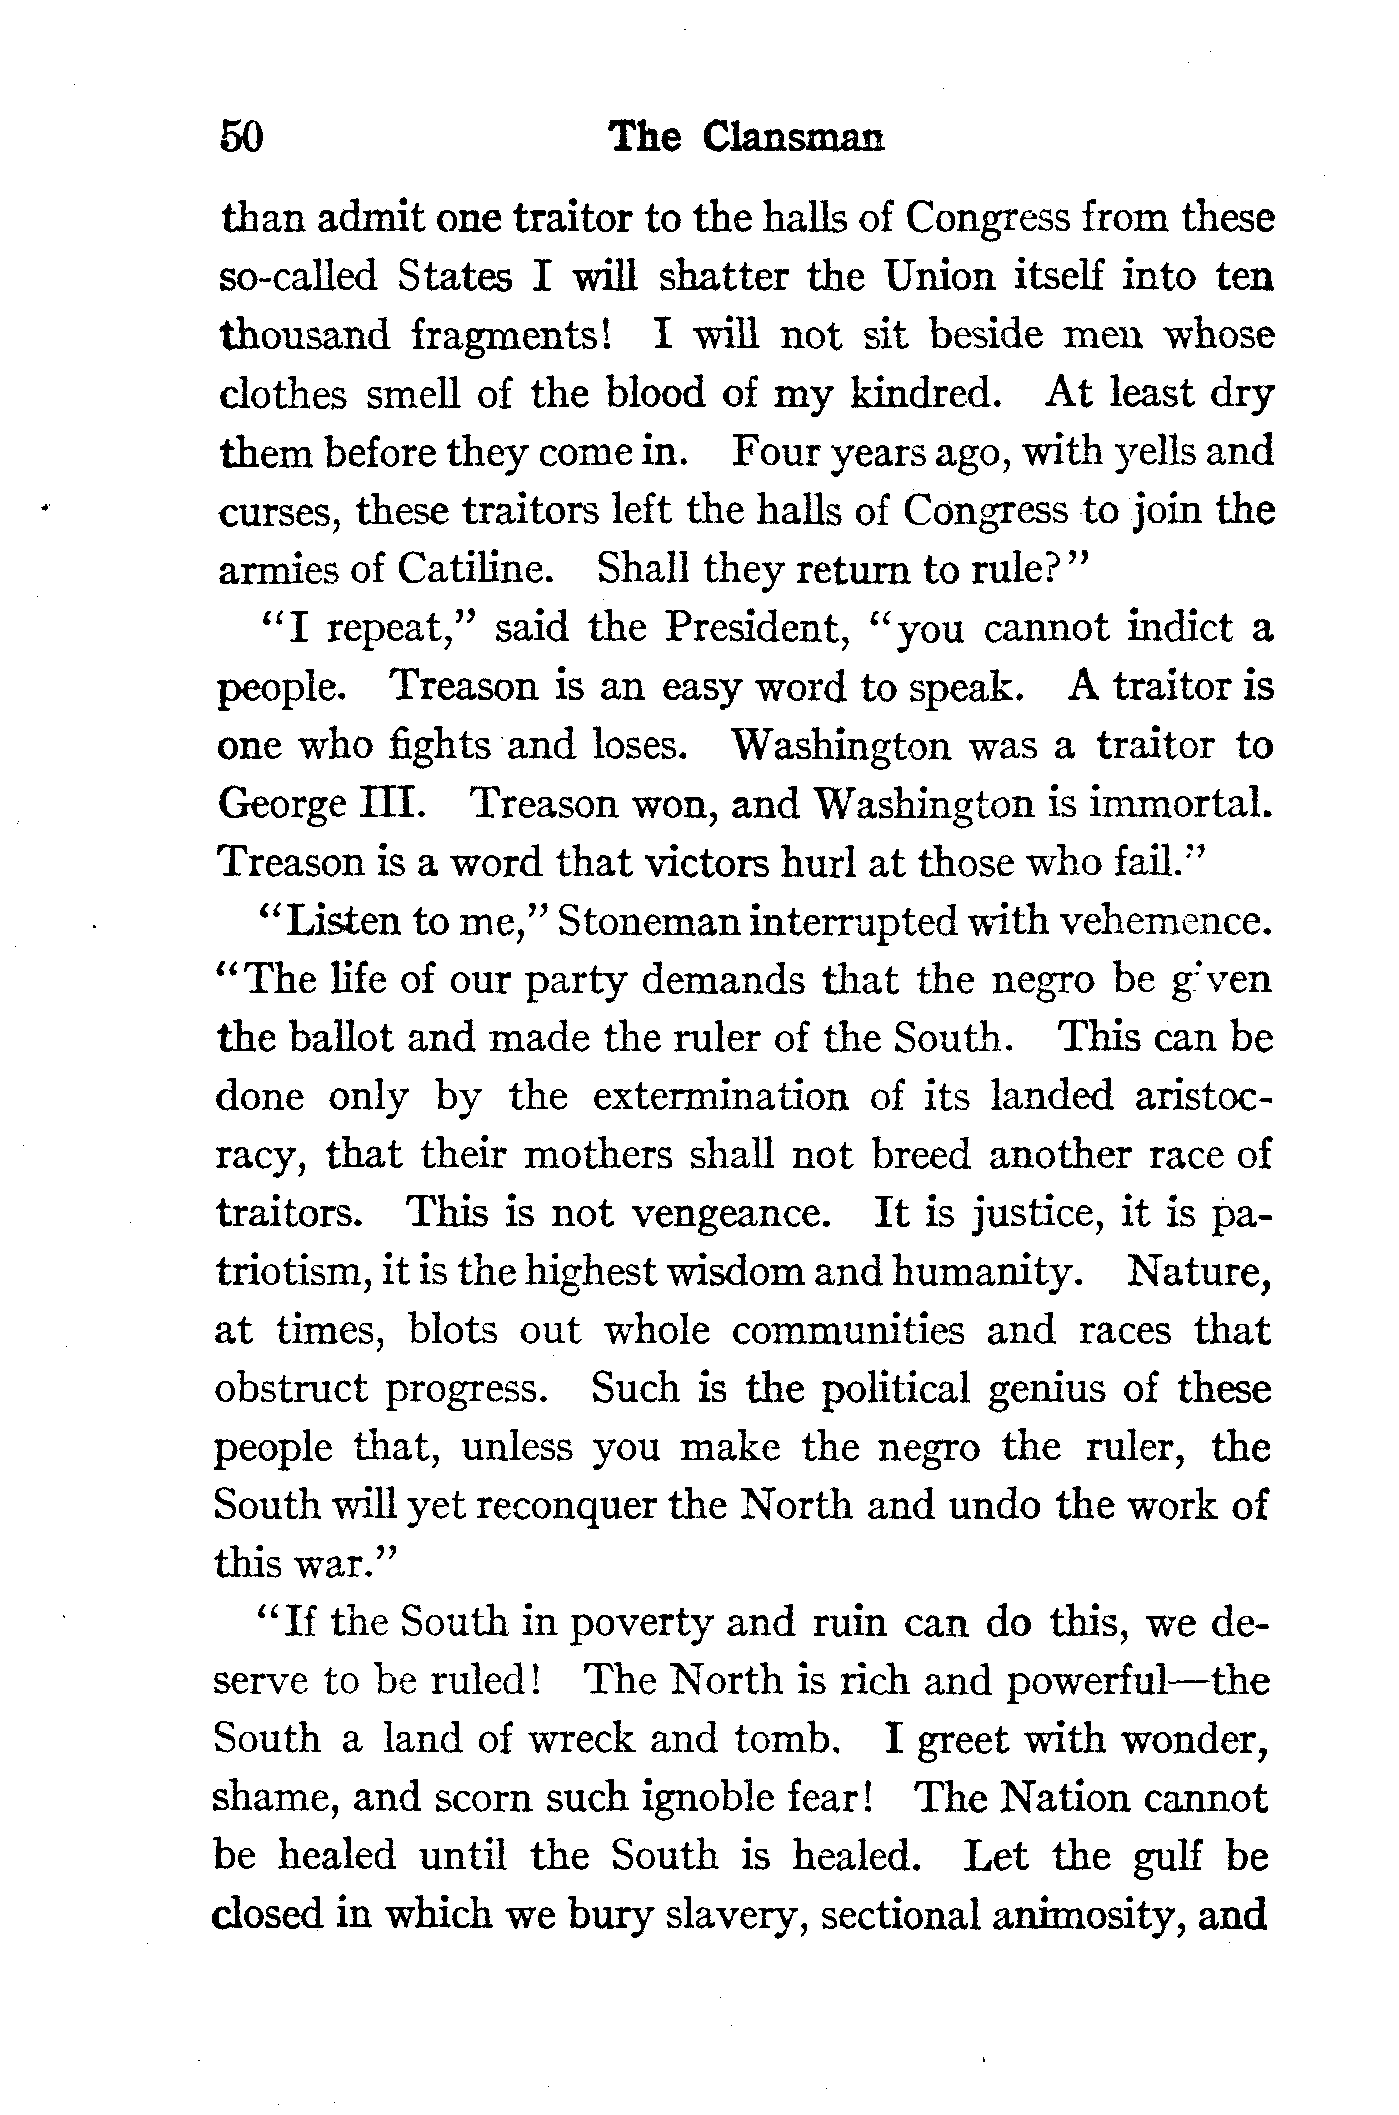 50 The Clansman
than admit one traitor to the halls of Congress from these
so-called States I will shatter the Union itself into ten
thousand fragments! I will not sit beside men whose
clothes smell of the blood of my kindred. At least dry
them before they come in. Four years ago, with yells and
curses, these traitors left the halls of Congress to join the
armies of Catiline. Shall they return to rule?"
"I repeat," said the President, "you cannot indict a
people. Treason is an easy word to speak. A traitor is
one who fights and loses. Washington was a traitor to
George III. Treason won, and Washington is immortal.
Treason is a word that victors hurl at those who fail."
"Listen to me," Stoneman interrupted with vehemence.
"The life of our party demands that the negro be given
the ballot and made the ruler of the South. This can be
done only by the extermination of its landed aristoc-
racy, that their mothers shall not breed another race of
traitors. This is not vengeance. It is justice, it is pa-
triotism, it is the highest wisdom and humanity. Nature,
at times, blots out whole communities and races that
obstruct progress. Such is the political genius of these
people that, unless you make the negro the ruler, the
South will yet reconquer the North and undo the work of
this war."
"If the South in poverty and ruin can do this, we de-
serve to be ruled! The North is rich and powerful—the
South a land of wreck and tomb. I greet with wonder,
shame, and scorn such ignoble fear! The Nation cannot
be healed until the South is healed. Let the gulf be
closed in which we bury slavery, sectional animosity, and